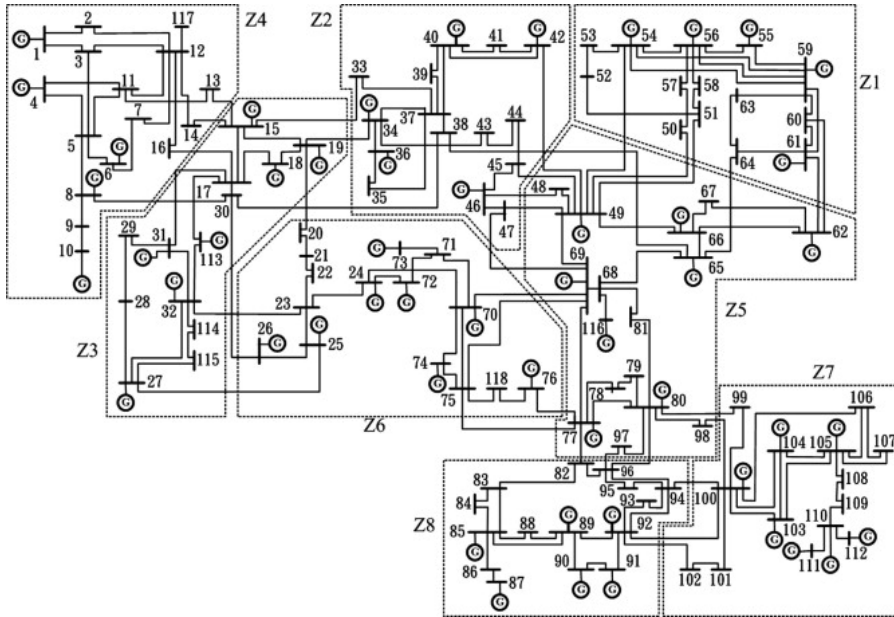 2 117 Z4 Z2 40 G 41 G 42 53 G 54 G 56 G 55 59
G 1 12 33 G
3 39 52 57 58 Z1
G 4 11 13 G 37 44 51 63 60
7 15 34 38 43 50 61
5 G 14 19 36 45 64 G
16 18 G G 35 G 48 67
8 G 6 17 G 46 49 G 66 62
30 47 G 65 G
9 29 31 20 69 G
10 G 113 G 71 G 68
G 28 G 32 21 24 G 73 72
22 G G 70 116 81 Z5
Z3 114 23 26 G G G
115 G 25 74 79 G Z7
27 118 G 76 78 80 99 106
G Z6 G 75 G G 107
77 G 97 98 104 105
82 96 G 108
83 95 94 100 109
Z8 84 93 103 110
85 88 G 89 G 92 G 112 G
G G 111 G
86 90 91 102 101
87 G G
G